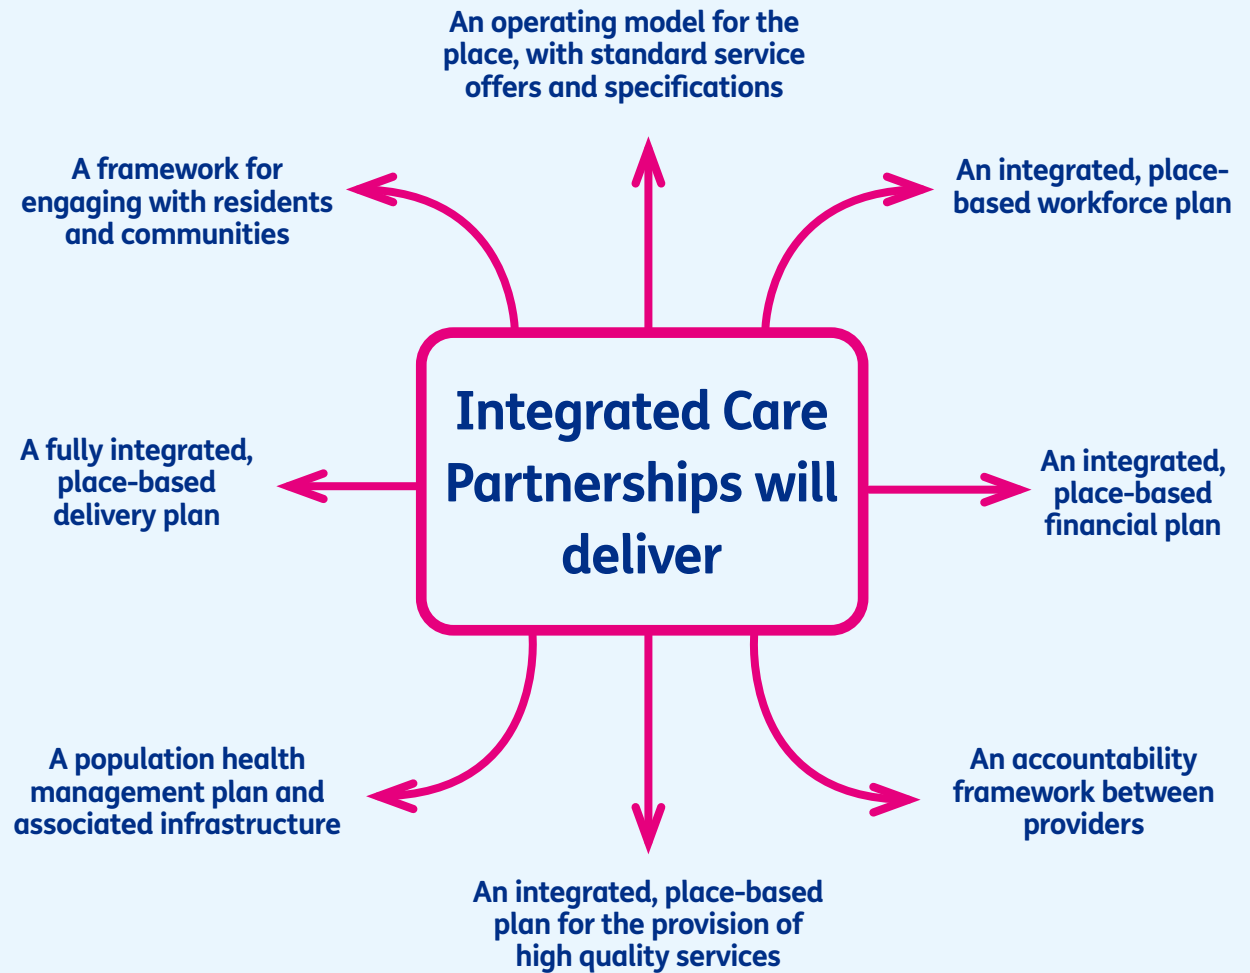 An operating model for the
place, with standard service
offers and specifications
A framework for
engaging with residents
and communities
An integrated, place-
based workforce plan
Integrated Care
Partnerships will
deliver
A fully integrated,
place-based
delivery plan
An integrated,
place-based
financial plan
A population health
management plan and
associated infrastructure
An accountability
framework between
providers
An integrated, place-based
plan for the provision of
high quality services